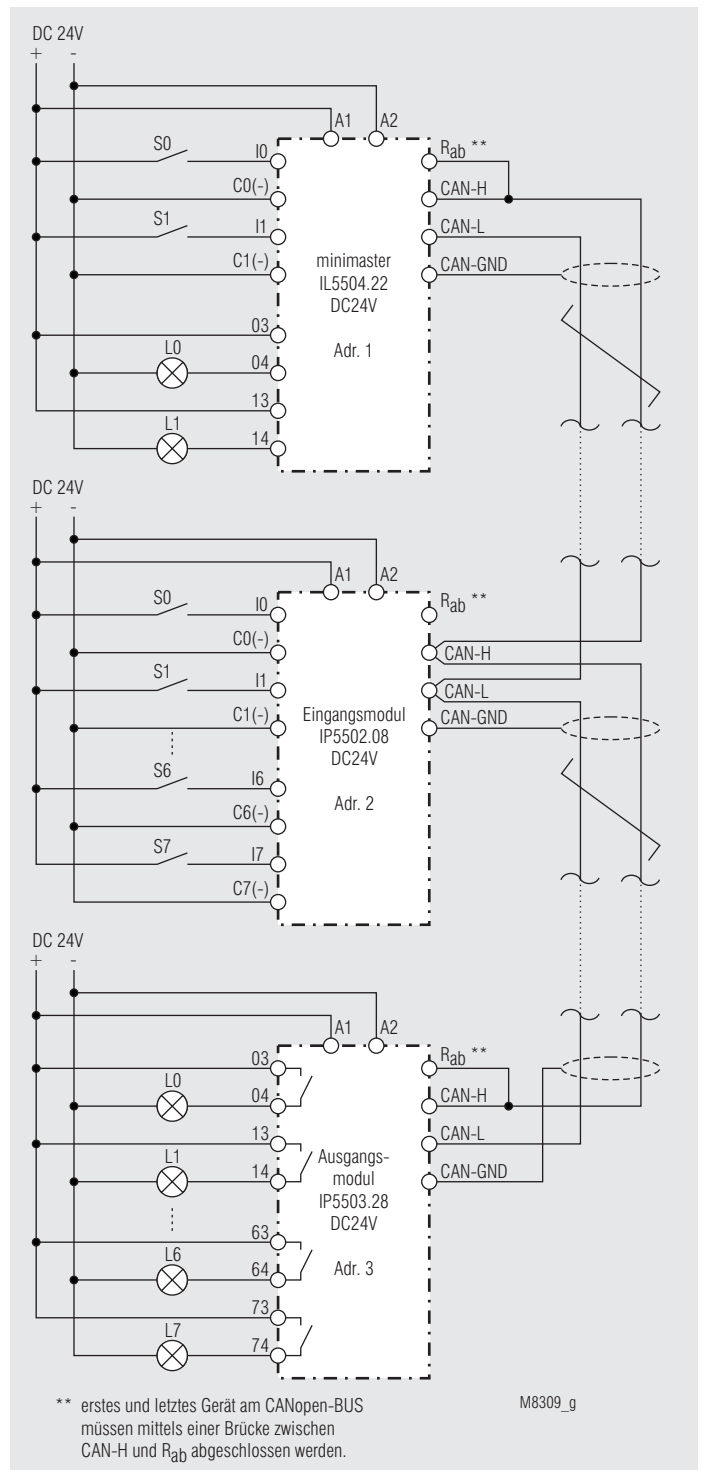 DC 24V
+ -
A1 A2
S0 I0 Rab **
C0(-) CAN-H
S1 I1 CAN-L
C1(-) CAN-GND
minimaster
IL5504.22
DC24V
03
Adr. 1
L0 04
13
L1 14
DC 24V
+ -
A1 A2
S0 I0 Rab **
C0(-) CAN-H
S1 I1 CAN-L
C1(-) CAN-GND
Eingangsmodul
IP5502.08
DC24V
S6 I6
Adr. 2
C6(-)
S7 I7
C7(-)
DC 24V
+ -
A1 A2
03 Rab **
L0 04 CAN-H
13 CAN-L
L1 14 CAN-GND
Ausgangs-
modul
IP5503.28
DC24V
63
L6 64 Adr. 3
73
L7 74
** erstes und letztes Gerät am CANopen-BUS
müssen mittels einer Brücke zwischen
CAN-H und Rab abgeschlossen werden.
M8309_g